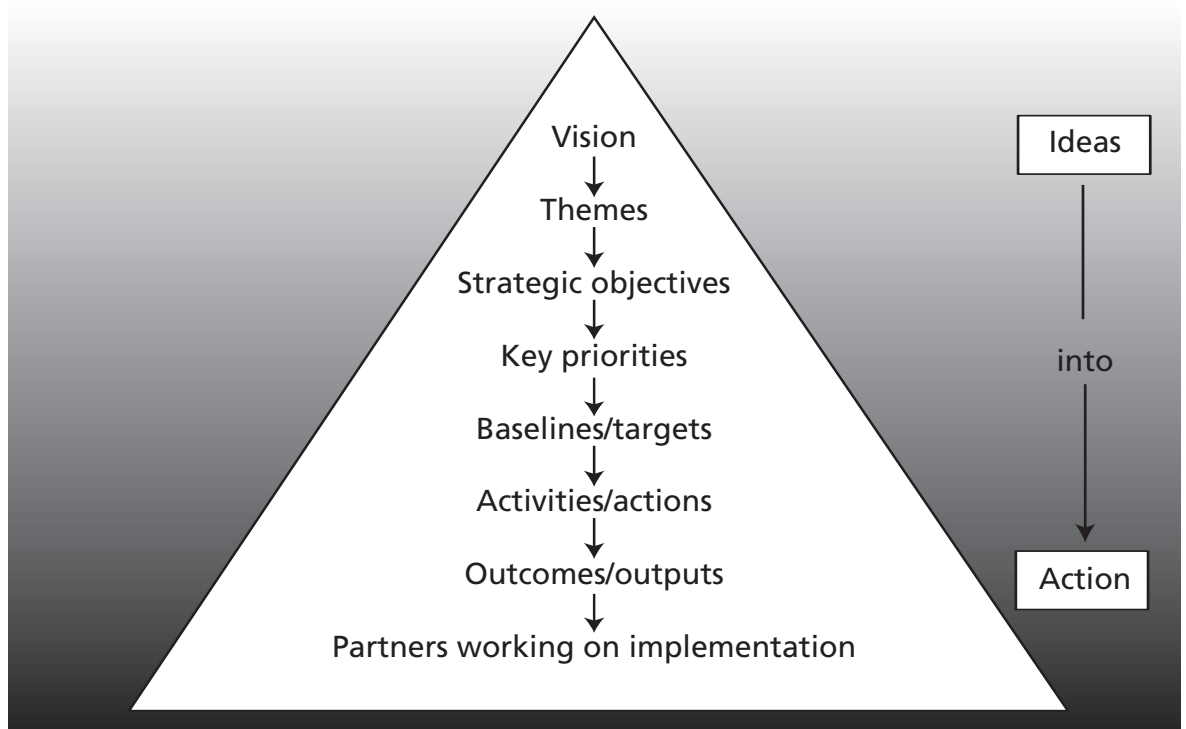 Vision
Themes
Strategic objectives
Key priorities
Baselines/targets
Activities/actions
Outcomes/outputs
Partners working on implementation
Ideas
into
Action